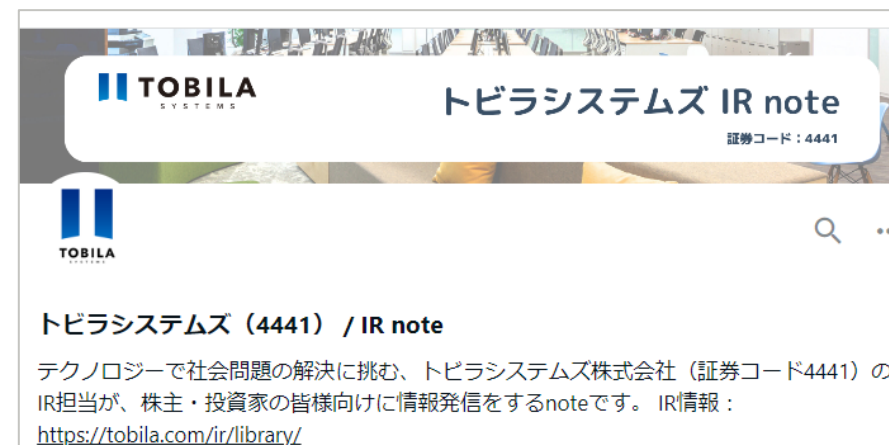 TOBILA
SYSTEMS
トビラシステムズ IR note
証券コード：4441
TOBILA
SYSTEMS
トビラシステムズ（4441） / IR note
テクノロジーで社会問題の解決に挑む、トビラシステムズ株式会社（証券コード4441）の
IR担当が、株主・投資家の皆様向けに情報発信をするnoteです。 IR情報：
https://tobila.com/ir/library/